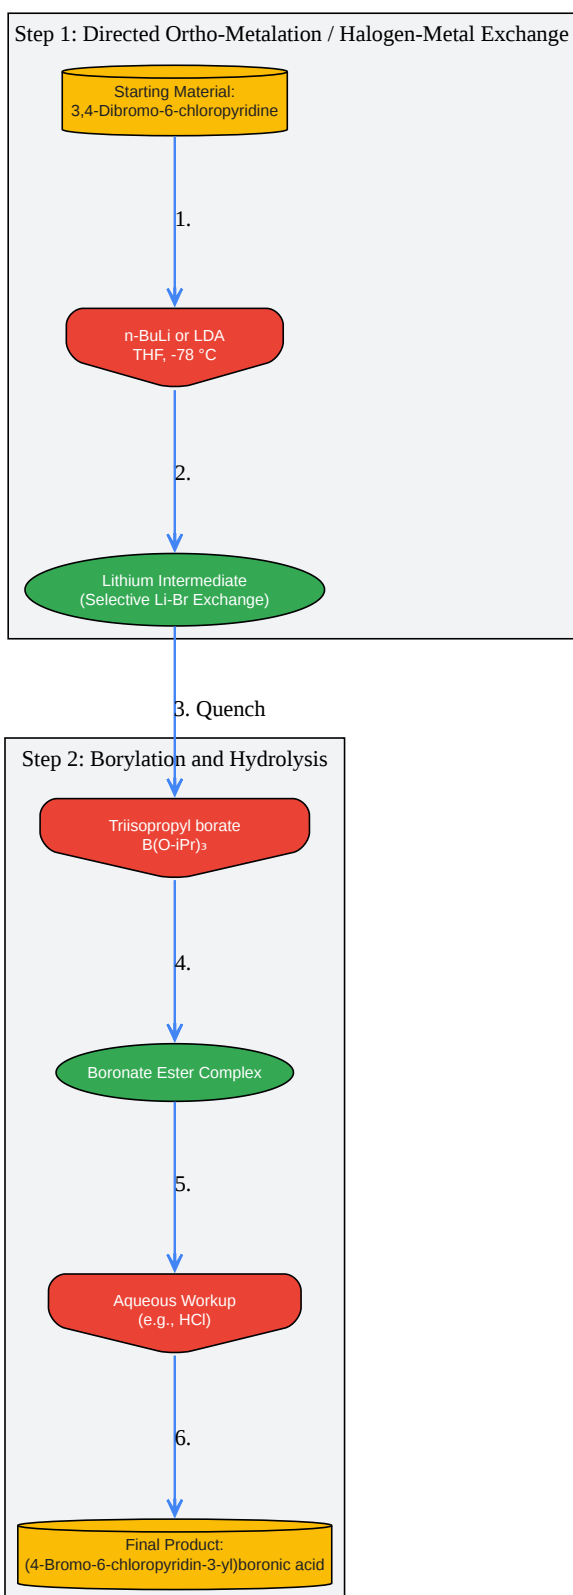 Step 1: Directed Ortho-Metalation / Halogen-Metal Exchange
Starting Material:
3,4-Dibromo-6-chloropyridine
1.
n-BuLi or LDA
THF, -78 °C
2.
Lithium Intermediate
(Selective Li-Br Exchange)
3. Quench
Step 2: Borylation and Hydrolysis
Triisopropyl borate
B(O-iPr)₃
4.
Boronate Ester Complex
5.
Aqueous Workup
(e.g., HCl)
6.
Final Product:
(4-Bromo-6-chloropyridin-3-yl)boronic acid